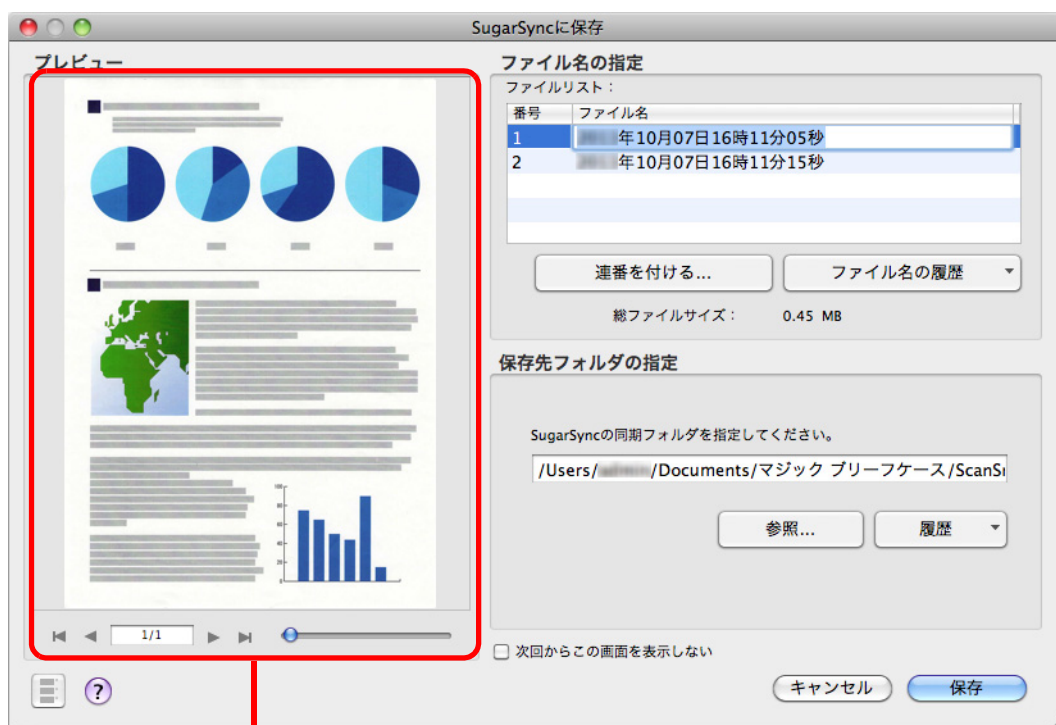 SugarSyncに保存
プレビュー
100
80
60
40
20
0
1/1
ファイル名の指定
ファイルリスト：
番号 ファイル名
1 年10月07日16時11分05秒
2 年10月07日16時11分15秒
連番を付ける... ファイル名の履歴
総ファイルサイズ： 0.45 MB
保存先フォルダの指定
SugarSyncの同期フォルダを指定してください。
/Users/ /Documents/マジック ブリーフケース/ScanSn
参照... 履歴
次回からこの画面を表示しない
?
キャンセル 保存